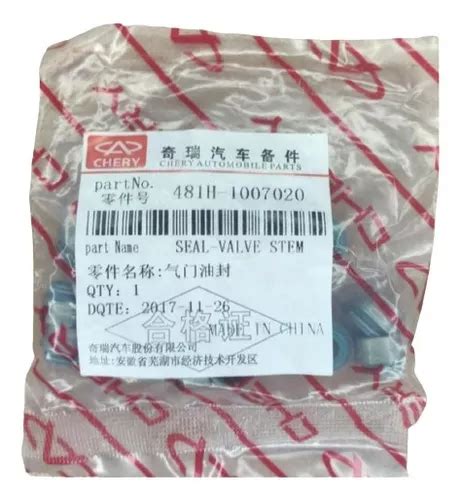 CHERY
奇瑞汽车备件
CHERY AUTOMOBILE PARTS
partNo.
零件号
481H-1007020
part Name SEAL-VALVE STEM
零件名称:气门油封
QTY: 1
DQTE: 2017-11-26
合格证
MADE IN CHINA
奇瑞汽车股份有限公司
地址:安徽省芜湖市经济技术开发区